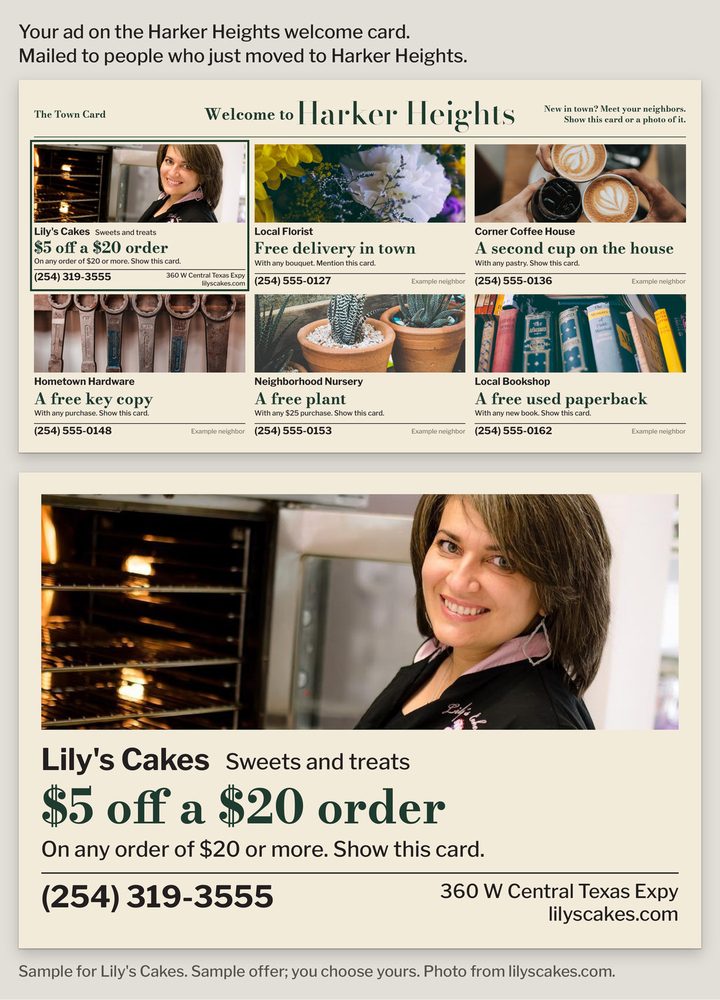 Your ad on the Harker Heights welcome card.
Mailed to people who just moved to Harker Heights.
The Town Card
Welcome to Harker Heights
New in town? Meet your neighbors.
Show this card or a photo of it.
Lily's Cakes Sweets and treats
$5 off a $20 order
On any order of $20 or more. Show this card.
(254) 319-3555
360 W Central Texas Expy
lilyscakes.com
Local Florist
Free delivery in town
With any bouquet. Mention this card.
(254) 555-0127
Example neighbor
Corner Coffee House
A second cup on the house
With any pastry. Show this card.
(254) 555-0136
Example neighbor
Hometown Hardware
A free key copy
With any purchase. Show this card.
(254) 555-0148
Example neighbor
Neighborhood Nursery
A free plant
With any $25 purchase. Show this card.
(254) 555-0153
Example neighbor
Local Bookshop
A free used paperback
With any new book. Show this card.
(254) 555-0162
Example neighbor
Lily's Cakes Sweets and treats
$5 off a $20 order
On any order of $20 or more. Show this card.
(254) 319-3555
360 W Central Texas Expy
lilyscakes.com
Sample for Lily's Cakes. Sample offer; you choose yours. Photo from lilyscakes.com.